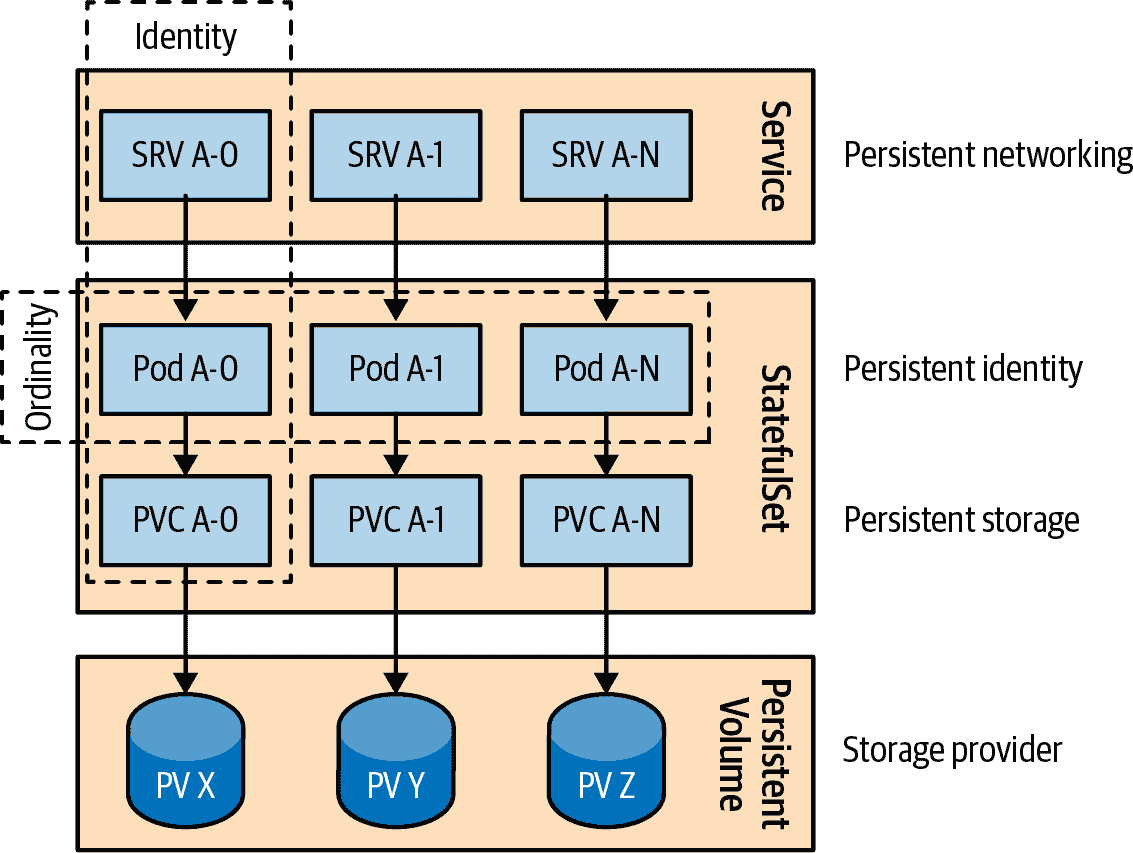 Identity
SRV A-0
SRV A-1
SRV A-N
Service
Persistent networking
Ordinality
Pod A-0
Pod A-1
Pod A-N
StatefulSet
Persistent identity
PVC A-0
PVC A-1
PVC A-N
Persistent storage
PV X
PV Y
PV Z
Persistent
Volume
Storage provider